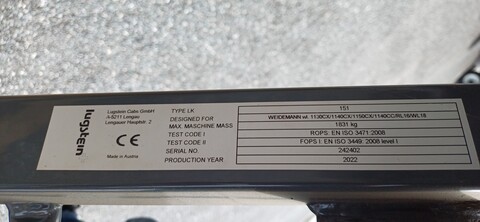 lugstein
Lugstein Cabs GmbH
A-5211 Lengau
Lengauer Hauptstr. 2
CE
Made in Austria
TYPE LK 151
DESIGNED FOR WEIDEMANN wt. 1130CX/1140CX/1150CX/1140CC/RL16/WL18
MAX. MASCHINE MASS 1831 kg
TEST CODE I ROPS: EN ISO 3471:2008
TEST CODE II FOPS I: EN ISO 3449: 2008 level I
SERIAL NO. 242402
PRODUCTION YEAR 2022